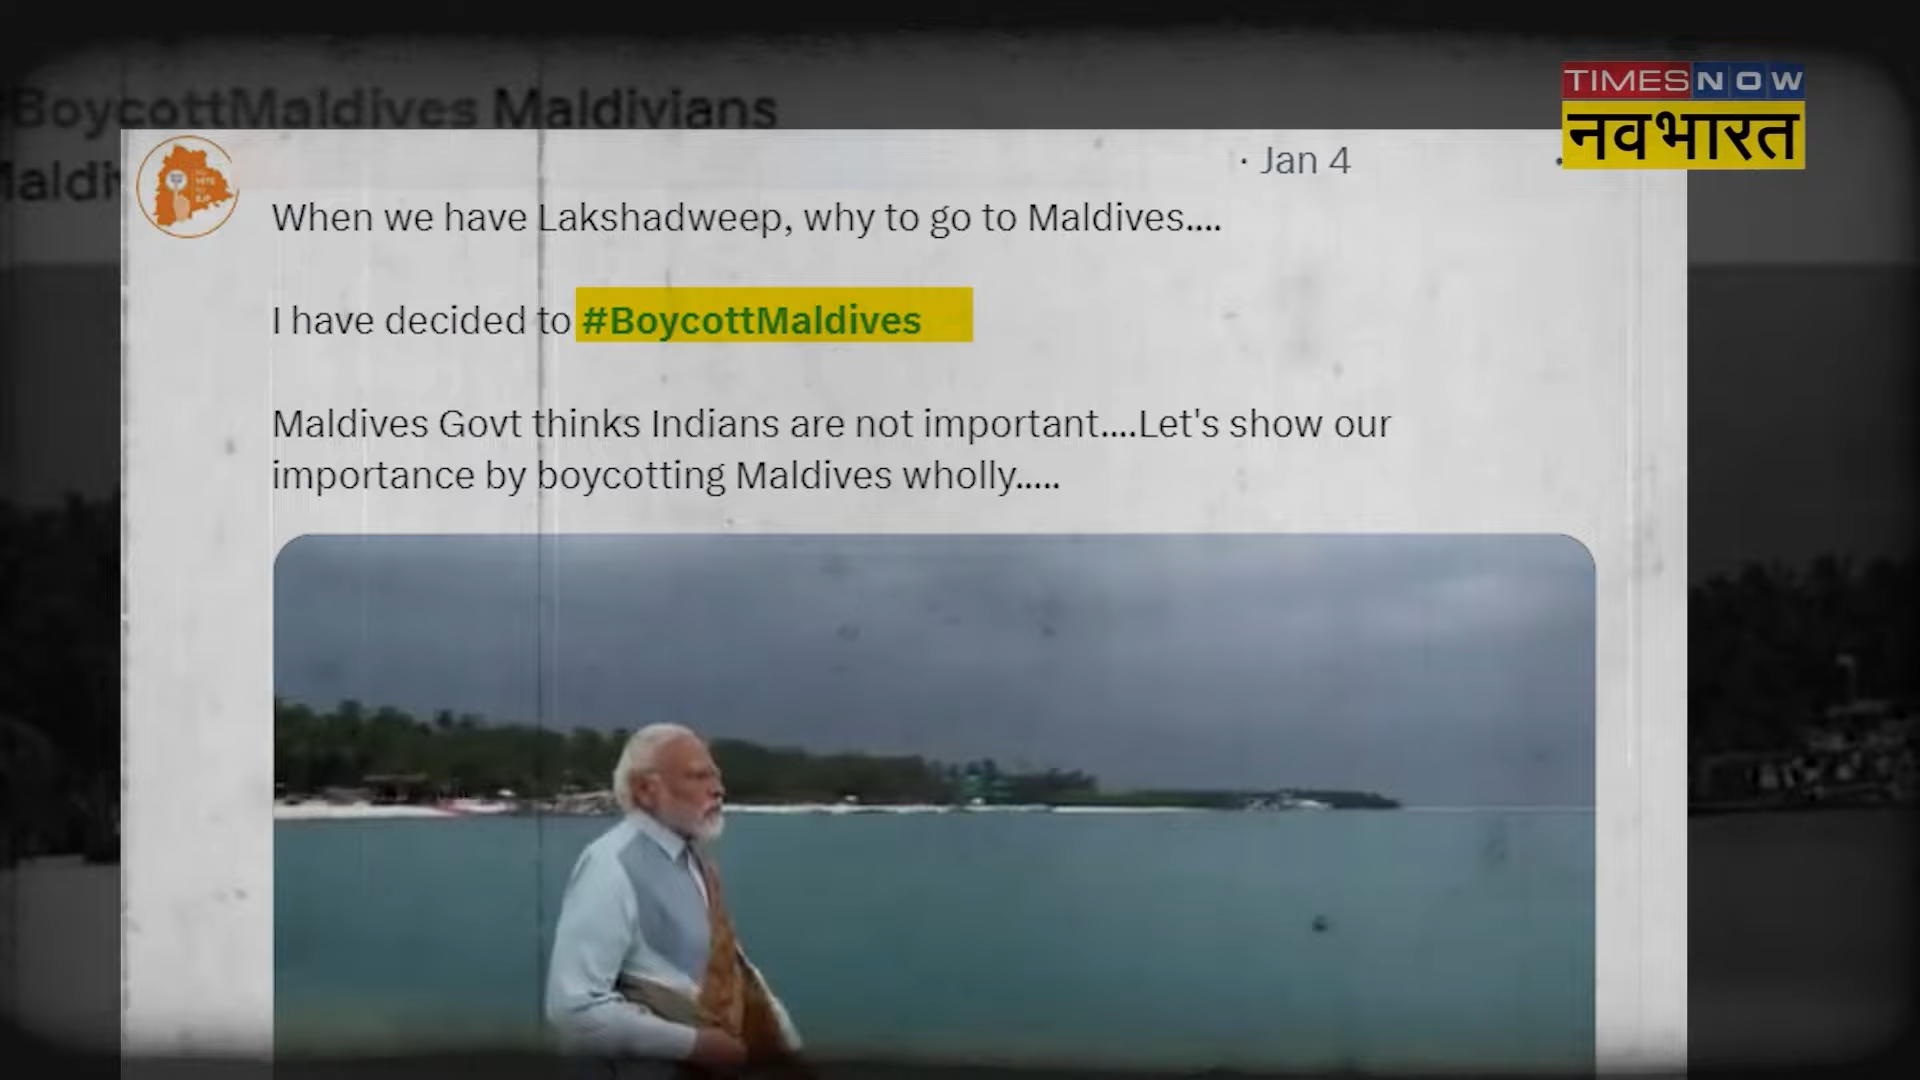 #BoycottMaldives Maldivians
TIMES NOW
नवभारत
· Jan 4
When we have Lakshadweep, why to go to Maldives....
I have decided to #BoycottMaldives
Maldives Govt thinks Indians are not important....Let's show our
importance by boycotting Maldives wholly.....